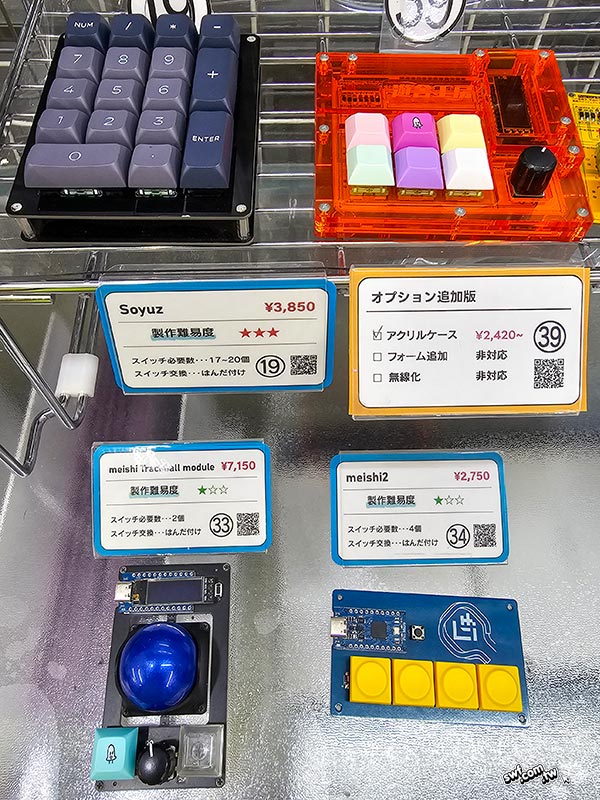 19
39
NUM / * -
7 8 9 +
4 5 6
1 2 3 ENTER
0 .
Soyuz ¥3,850
製作難易度 ★★★
スイッチ必要数･･･17~20個
スイッチ交換･･･はんだ付け
19
オプション追加版
☑ アクリルケース ¥2,420~
☐ フォーム追加 非対応
☐ 無線化 非対応
39
meishi Trackball module ¥7,150
製作難易度 ★☆☆
スイッチ必要数･･･2個
スイッチ交換･･･はんだ付け
33
meishi2 ¥2,750
製作難易度 ★☆☆
スイッチ必要数･･･4個
スイッチ交換･･･はんだ付け
34
swf.com.tw